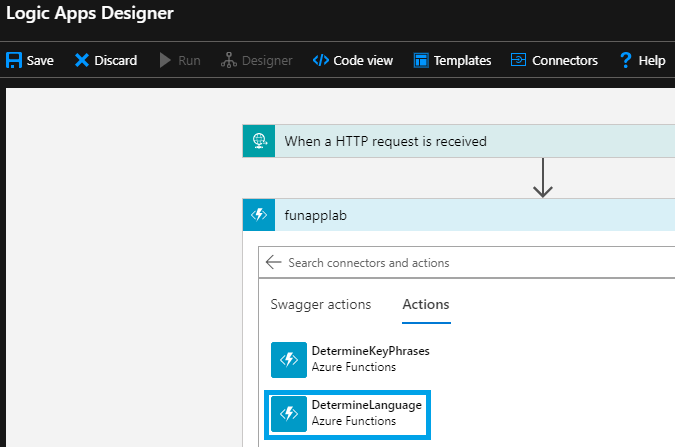 Logic Apps Designer
Save Discard Run Designer Code view Templates Connectors Help
When a HTTP request is received
funapplab
Search connectors and actions
Swagger actions Actions
DetermineKeyPhrases
Azure Functions
DetermineLanguage
Azure Functions